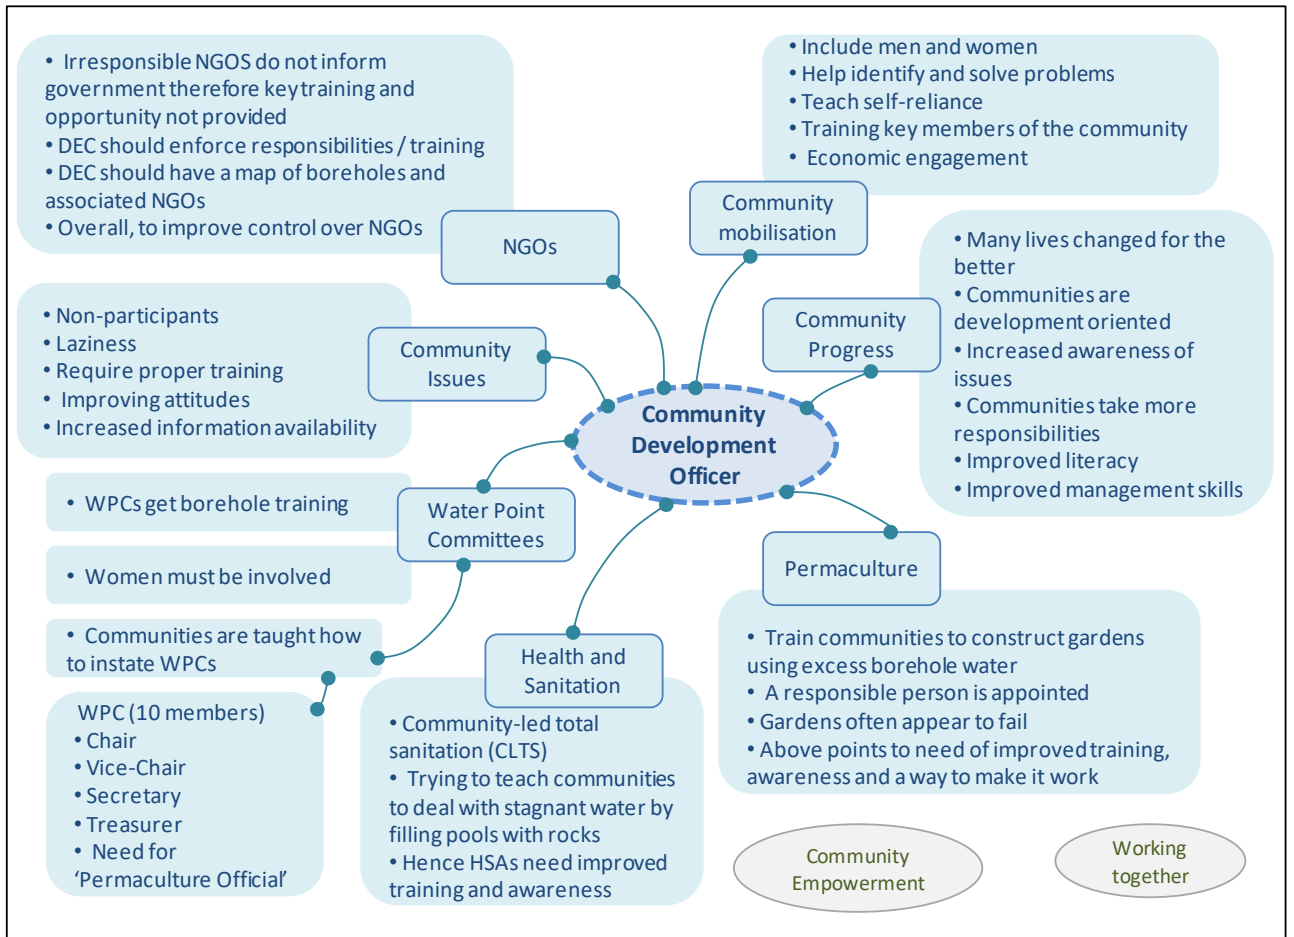 • Irresponsible NGOS do not inform
government therefore key training and
opportunity not provided
• DEC should enforce responsibilities / training
• DEC should have a map of boreholes and
associated NGOs
• Overall, to improve control over NGOs
NGOs
• Include men and women
• Help identify and solve problems
• Teach self-reliance
• Training key members of the community
• Economic engagement
Community
mobilisation
• Many lives changed for the
better
• Communities are
development oriented
• Increased awareness of
issues
• Communities take more
responsibilities
• Improved literacy
• Improved management skills
Community
Progress
• Non-participants
• Laziness
• Require proper training
• Improving attitudes
• Increased information availability
Community
Issues
Community
Development
Officer
• WPCs get borehole training
Water Point
Committees
• Women must be involved
• Communities are taught how
to instate WPCs
WPC (10 members)
• Chair
• Vice-Chair
• Secretary
• Treasurer
• Need for
‘Permaculture Official’
Health and
Sanitation
• Community-led total
sanitation (CLTS)
• Trying to teach communities
to deal with stagnant water by
filling pools with rocks
• Hence HSAs need improved
training and awareness
Permaculture
• Train communities to construct gardens
using excess borehole water
• A responsible person is appointed
• Gardens often appear to fail
• Above points to need of improved training,
awareness and a way to make it work
Community
Empowerment
Working
together